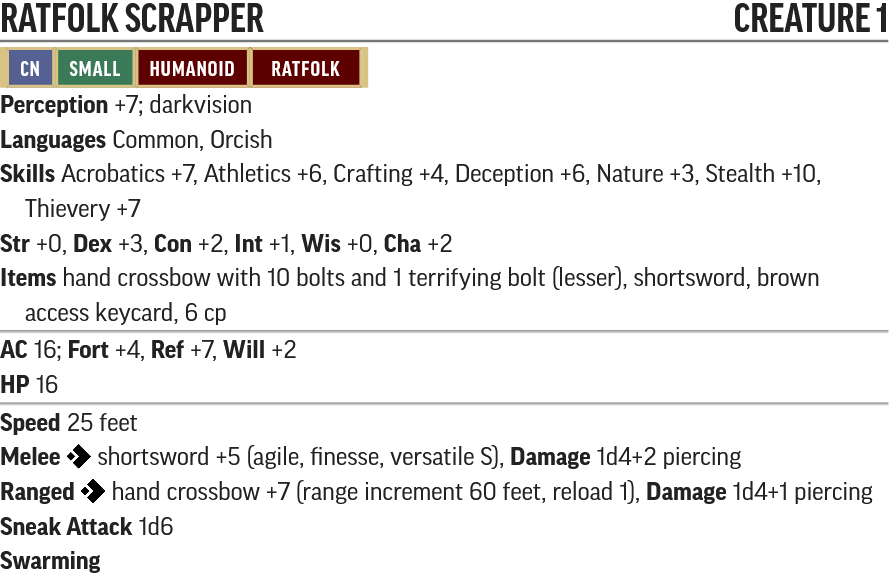 RATFOLK SCRAPPER CREATURE 1
CN SMALL HUMANOID RATFOLK
Perception +7; darkvision
Languages Common, Orcish
Skills Acrobatics +7, Athletics +6, Crafting +4, Deception +6, Nature +3, Stealth +10,
Thievery +7
Str +0, Dex +3, Con +2, Int +1, Wis +0, Cha +2
Items hand crossbow with 10 bolts and 1 terrifying bolt (lesser), shortsword, brown
access keycard, 6 cp
AC 16; Fort +4, Ref +7, Will +2
HP 16
Speed 25 feet
Melee shortsword +5 (agile, finesse, versatile S), Damage 1d4+2 piercing
Ranged hand crossbow +7 (range increment 60 feet, reload 1), Damage 1d4+1 piercing
Sneak Attack 1d6
Swarming